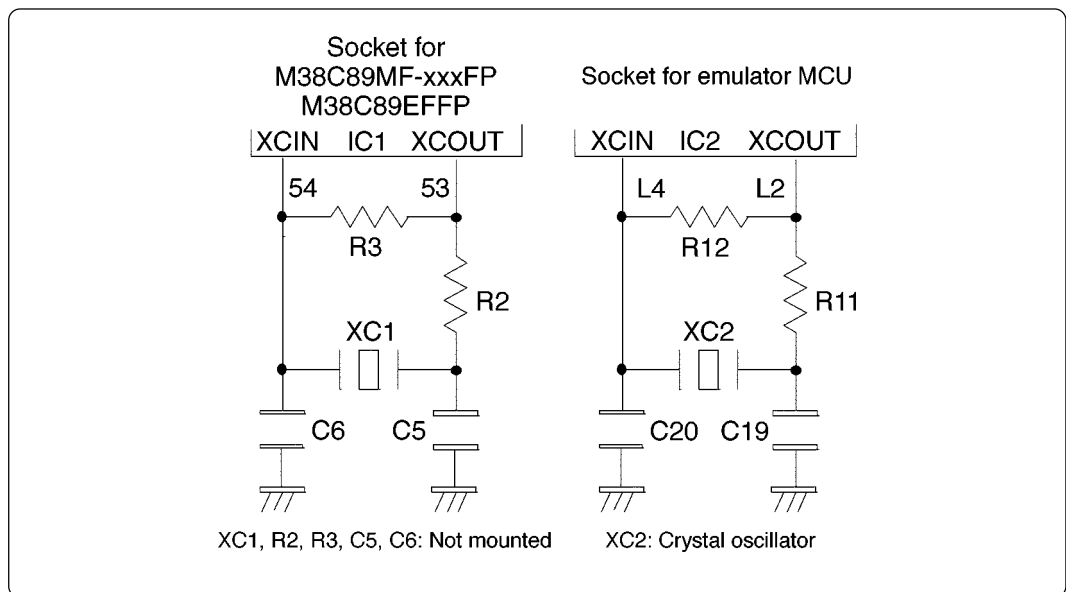 Socket for
M38C89MF-xxxFP
M38C89EFFP
XCIN IC1 XCOUT
54 53
R3
R2
XC1
C6 C5
XC1, R2, R3, C5, C6: Not mounted
Socket for emulator MCU
XCIN IC2 XCOUT
L4 L2
R12
R11
XC2
C20 C19
XC2: Crystal oscillator